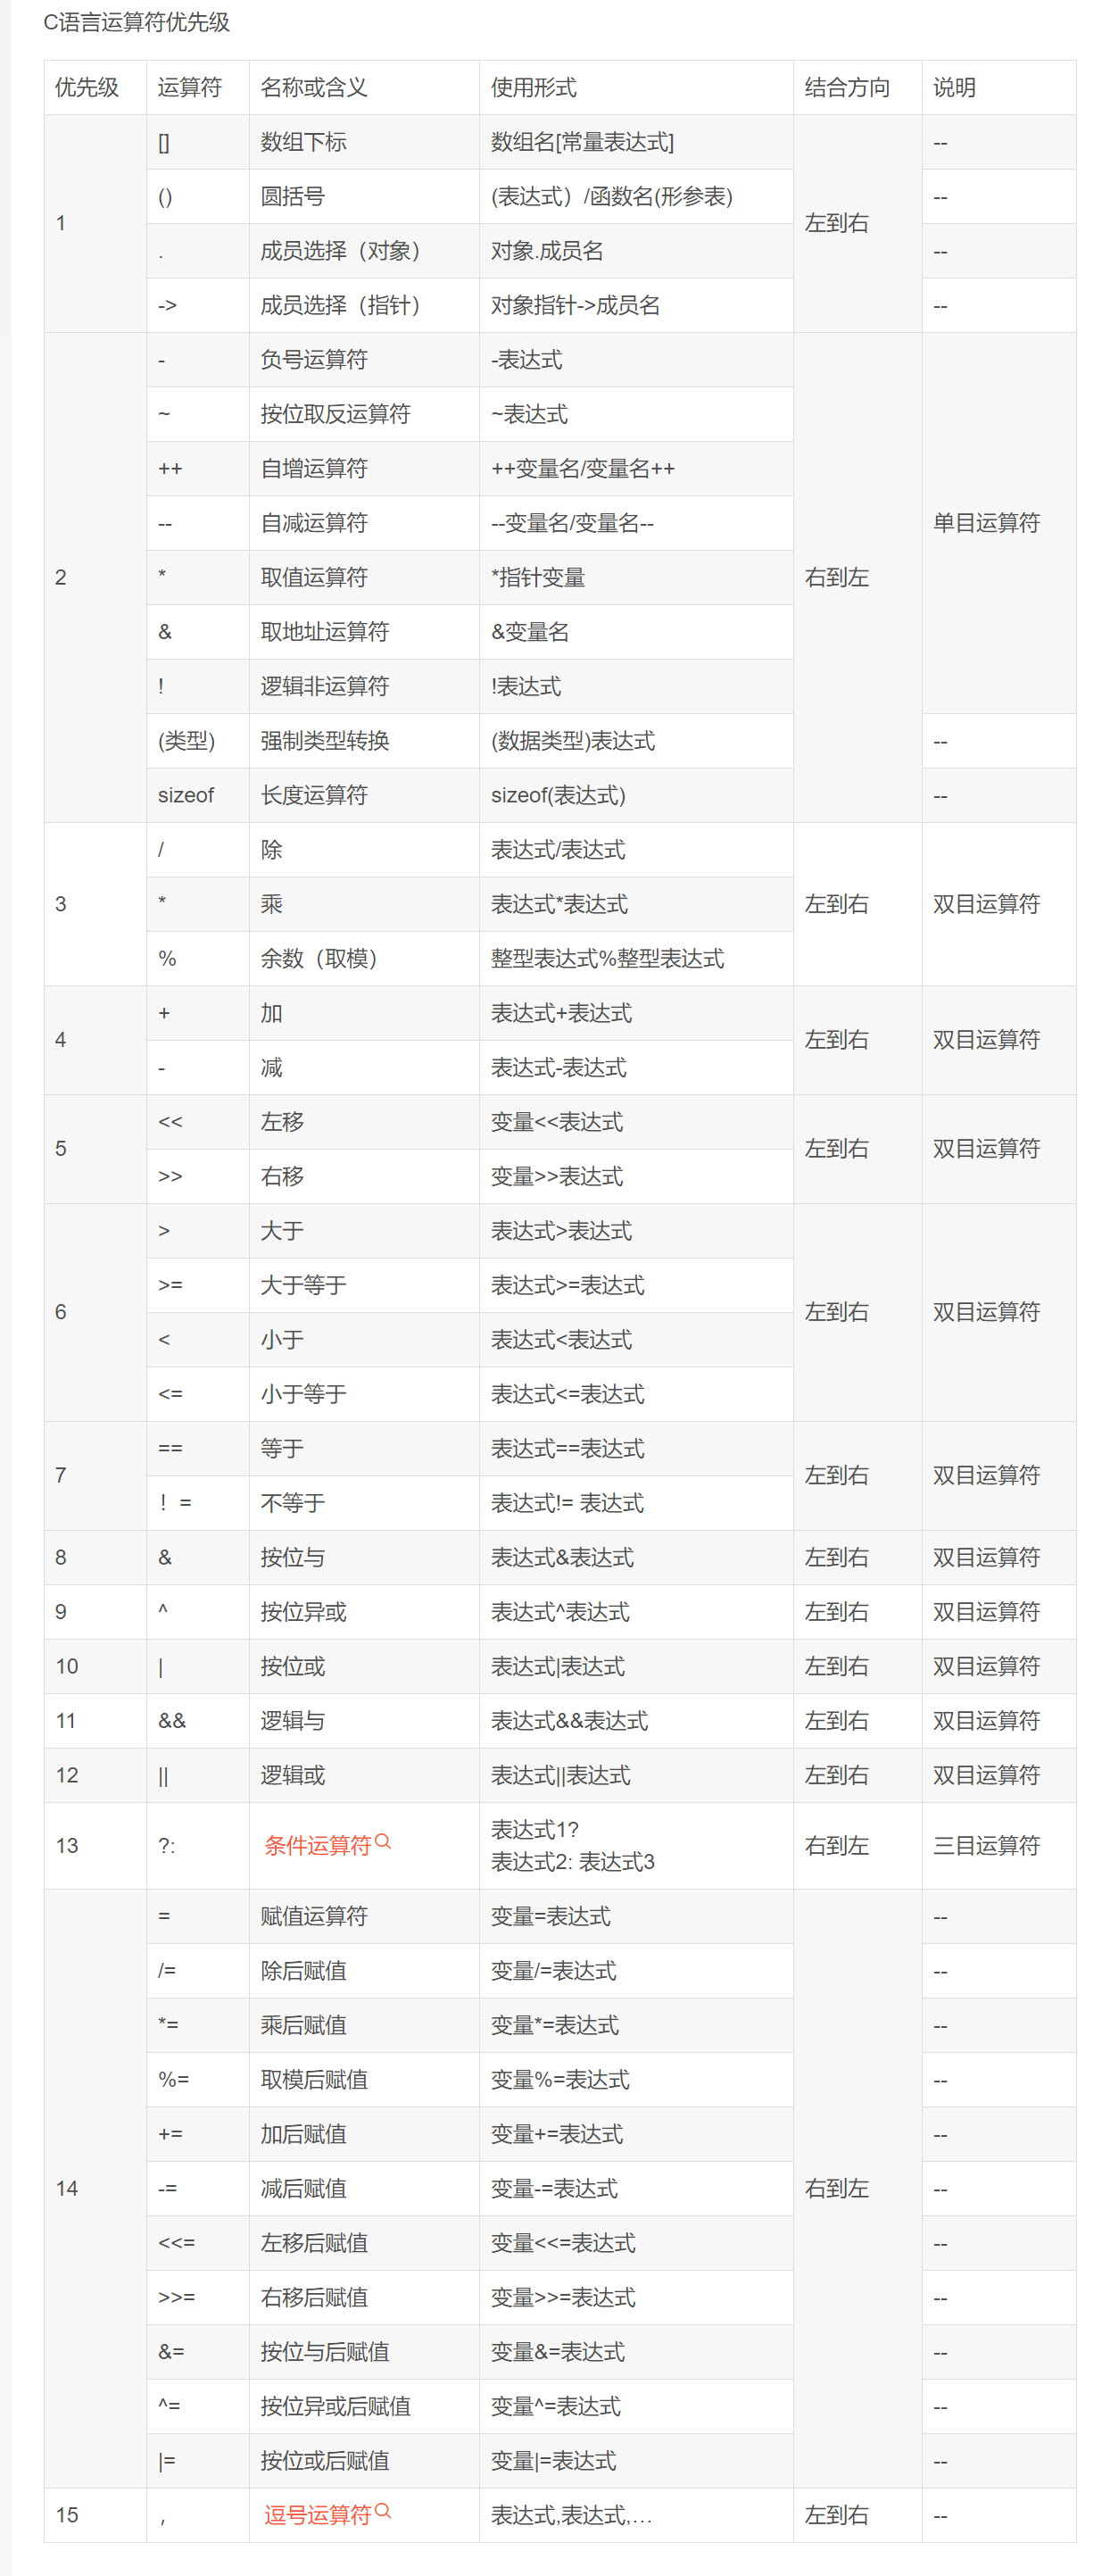 C语言运算符优先级
优先级 运算符 名称或含义 使用形式 结合方向 说明
1 [] 数组下标 数组名[常量表达式] 左到右 --
() 圆括号 (表达式）/函数名(形参表) --
. 成员选择（对象） 对象.成员名 --
-> 成员选择（指针） 对象指针->成员名 --
2 - 负号运算符 -表达式 右到左 单目运算符
~ 按位取反运算符 ~表达式
++ 自增运算符 ++变量名/变量名++
-- 自减运算符 --变量名/变量名--
* 取值运算符 *指针变量
& 取地址运算符 &变量名
! 逻辑非运算符 !表达式
(类型) 强制类型转换 (数据类型)表达式 --
sizeof 长度运算符 sizeof(表达式) --
3 / 除 表达式/表达式 左到右 双目运算符
* 乘 表达式*表达式
% 余数（取模） 整型表达式%整型表达式
4 + 加 表达式+表达式 左到右 双目运算符
- 减 表达式-表达式
5 << 左移 变量<<表达式 左到右 双目运算符
>> 右移 变量>>表达式
6 > 大于 表达式>表达式 左到右 双目运算符
>= 大于等于 表达式>=表达式
< 小于 表达式<表达式
<= 小于等于 表达式<=表达式
7 == 等于 表达式==表达式 左到右 双目运算符
！= 不等于 表达式!= 表达式
8 & 按位与 表达式&表达式 左到右 双目运算符
9 ^ 按位异或 表达式^表达式 左到右 双目运算符
10 | 按位或 表达式|表达式 左到右 双目运算符
11 && 逻辑与 表达式&&表达式 左到右 双目运算符
12 || 逻辑或 表达式||表达式 左到右 双目运算符
13 ?: 条件运算符 表达式1? 右到左 三目运算符
表达式2: 表达式3
14 = 赋值运算符 变量=表达式 右到左 --
/= 除后赋值 变量/=表达式 --
*= 乘后赋值 变量*=表达式 --
%= 取模后赋值 变量%=表达式 --
+= 加后赋值 变量+=表达式 --
-= 减后赋值 变量-=表达式 --
<<= 左移后赋值 变量<<=表达式 --
>>= 右移后赋值 变量>>=表达式 --
&= 按位与后赋值 变量&=表达式 --
^= 按位异或后赋值 变量^=表达式 --
|= 按位或后赋值 变量|=表达式 --
15 , 逗号运算符 表达式,表达式,… 左到右 --